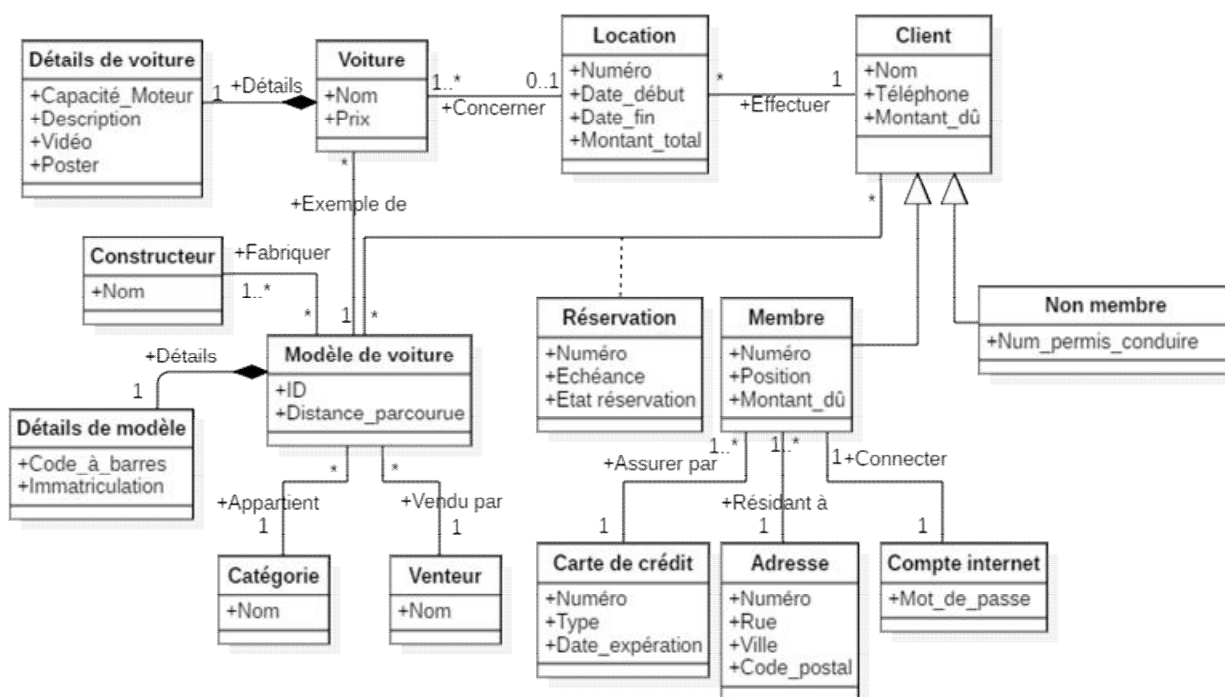 Détails de voiture
+Capacité_Moteur
+Description
+Vidéo
+Poster
1
+Détails
Voiture
+Nom
+Prix
1..*
0..1
+Concerner
Location
+Numéro
+Date_début
+Date_fin
+Montant_total
*
1
+Effectuer
Client
+Nom
+Téléphone
+Montant_dû
*
+Exemple de
*
Constructeur
+Nom
+Fabriquer
1..*
*
1
*
Réservation
+Numéro
+Echéance
+Etat réservation
Membre
+Numéro
+Position
+Montant_dû
Non membre
+Num_permis_conduire
Modèle de voiture
+ID
+Distance_parcourue
+Détails
1
Détails de modèle
+Code_à_barres
+Immatriculation
*
*
+Appartient
+Vendu par
1
1
1..*
1..*
1
+Assurer par
+Résidant à
+Connecter
1
1
1
Catégorie
+Nom
Venteur
+Nom
Carte de crédit
+Numéro
+Type
+Date_expération
Adresse
+Numéro
+Rue
+Ville
+Code_postal
Compte internet
+Mot_de_passe